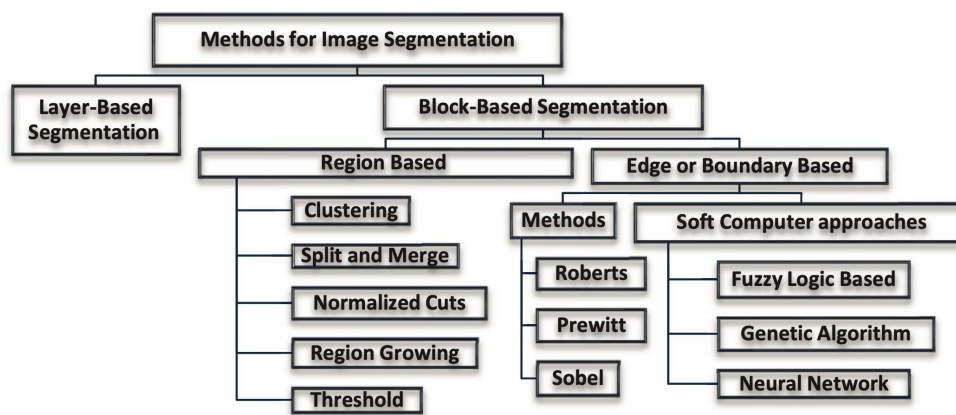 Methods for Image Segmentation
Layer-Based
Segmentation
Block-Based Segmentation
Region Based
Edge or Boundary Based
Clustering
Split and Merge
Normalized Cuts
Region Growing
Threshold
Methods
Roberts
Prewitt
Sobel
Soft Computer approaches
Fuzzy Logic Based
Genetic Algorithm
Neural Network